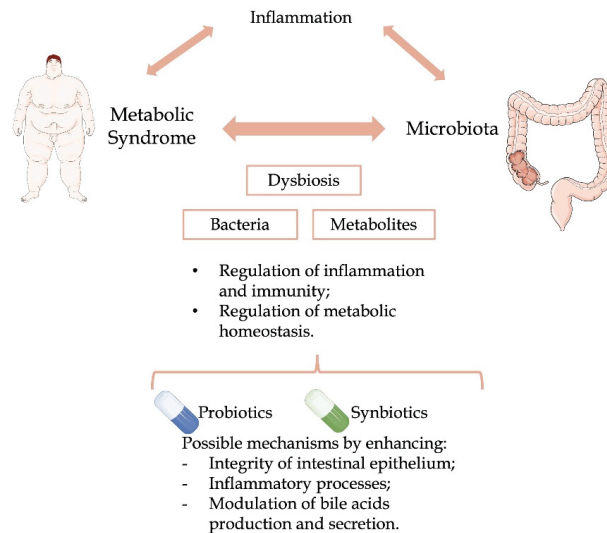 Inflammation
Metabolic
Syndrome
Microbiota
Dysbiosis
Bacteria
Metabolites
• Regulation of inflammation
and immunity;
• Regulation of metabolic
homeostasis.
Probiotics
Synbiotics
Possible mechanisms by enhancing:
- Integrity of intestinal epithelium;
- Inflammatory processes;
- Modulation of bile acids
production and secretion.